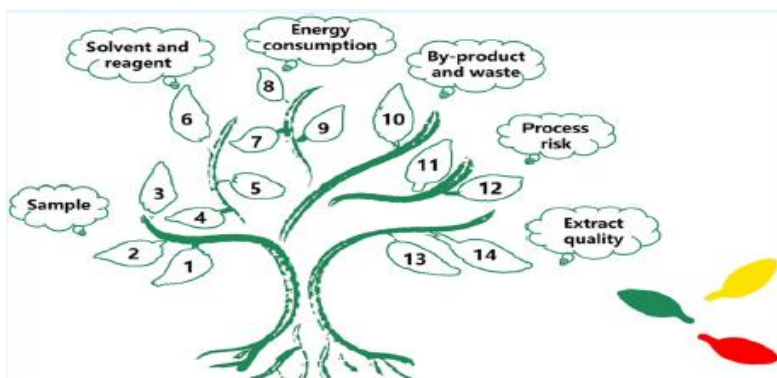 Solvent and
reagent
Energy
consumption
By-product
and waste
Process
risk
Sample
Extract
quality
1
2
3
4
5
6
7
8
9
10
11
12
13
14